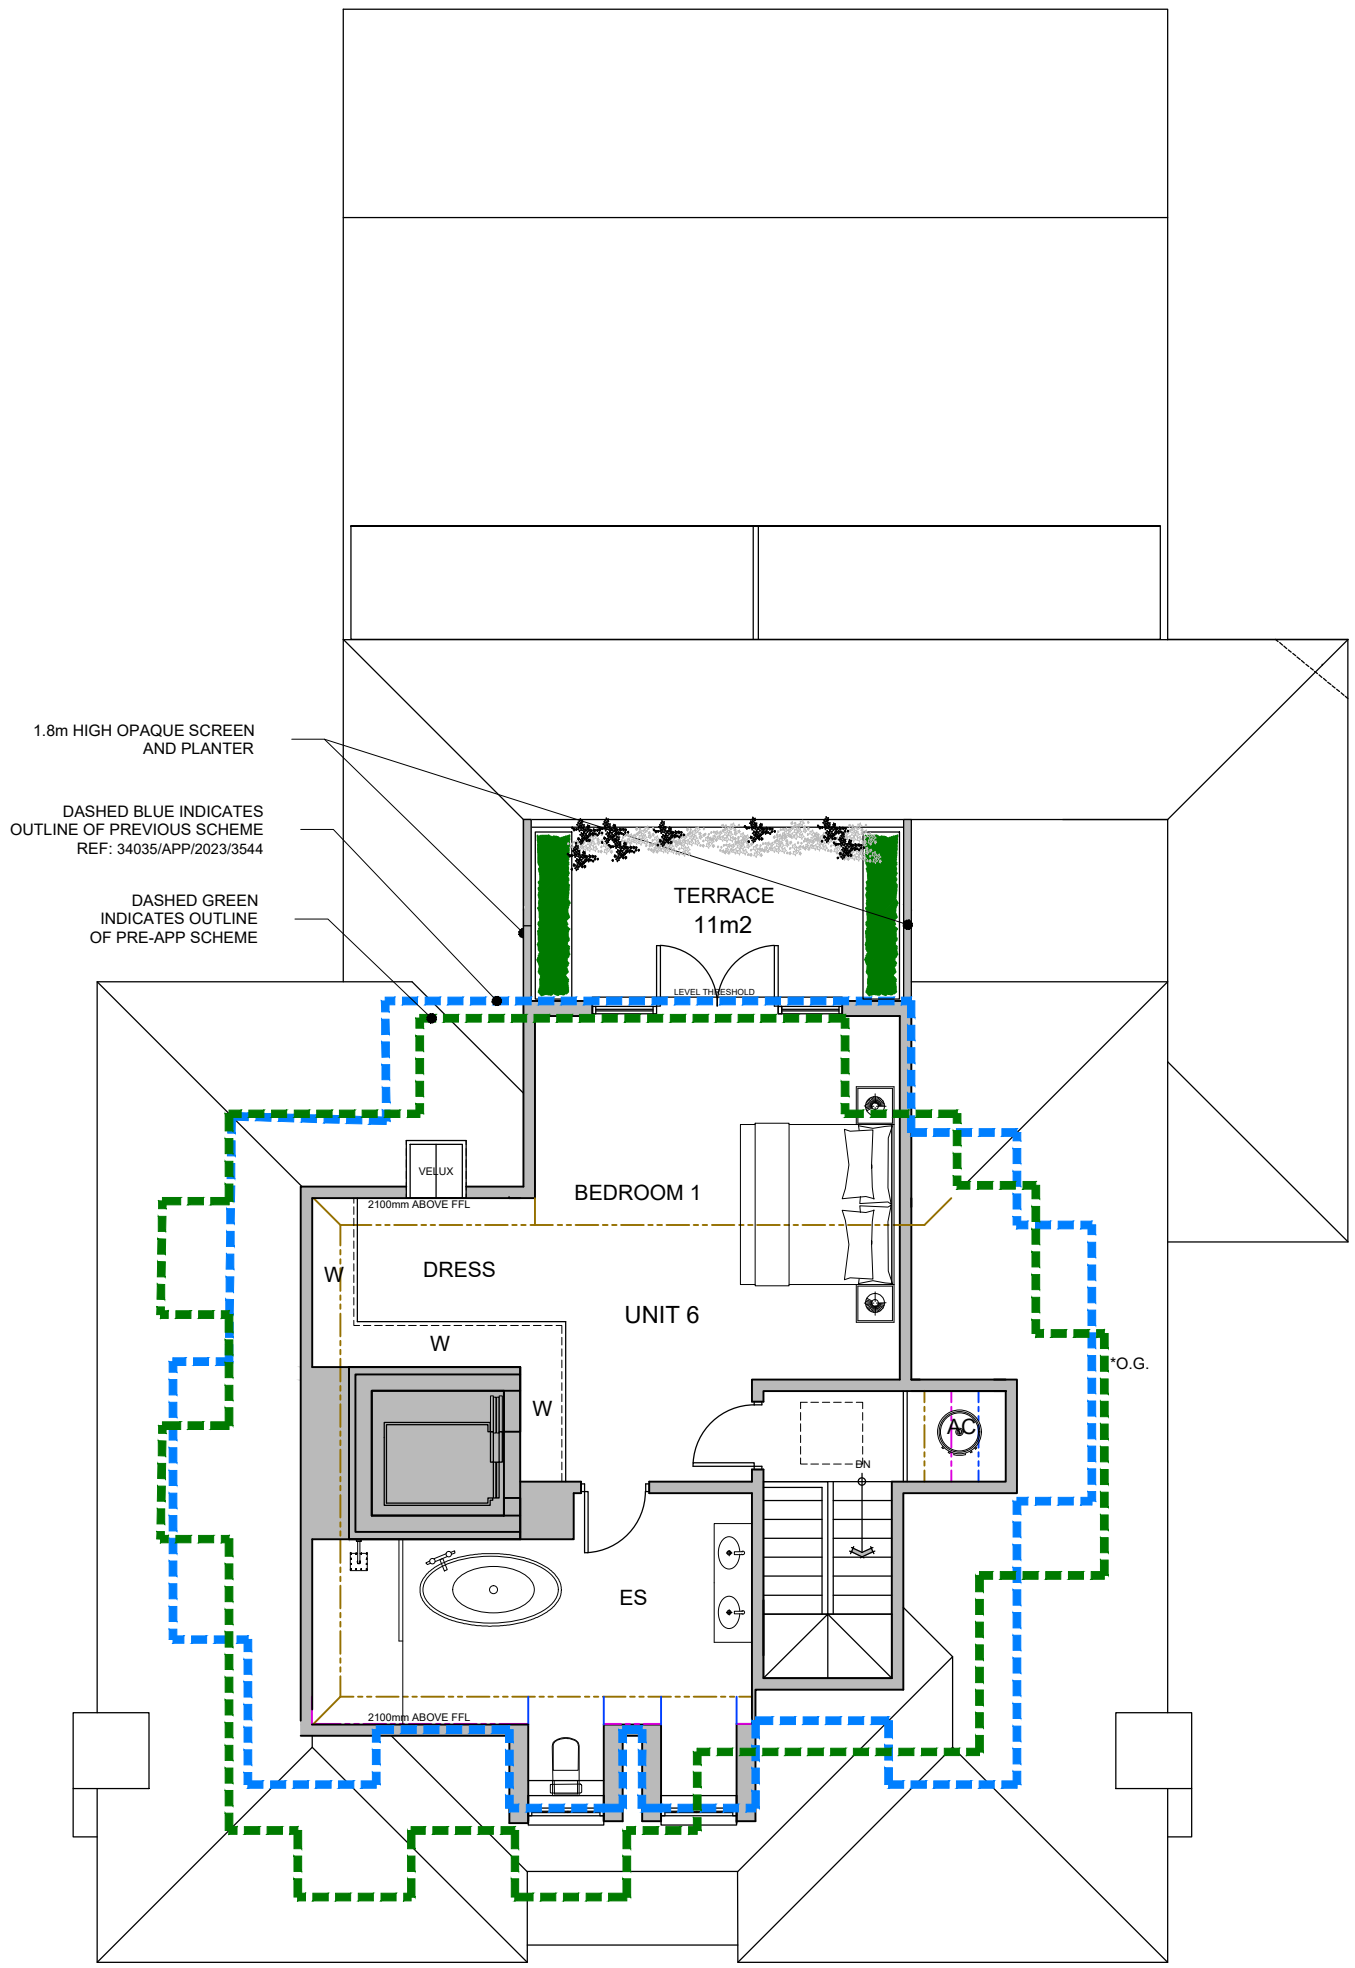 1.8m HIGH OPAQUE SCREEN
AND PLANTER
DASHED BLUE INDICATES
OUTLINE OF PREVIOUS SCHEME
REF: 34035/APP/2023/3544
DASHED GREEN
INDICATES OUTLINE
OF PRE-APP SCHEME
TERRACE
11m2
LEVEL THRESHOLD
VELUX
2100mm ABOVE FFL
BEDROOM 1
W
DRESS
UNIT 6
W
*O.G.
W
AC
DN
ES
2100mm ABOVE FFL